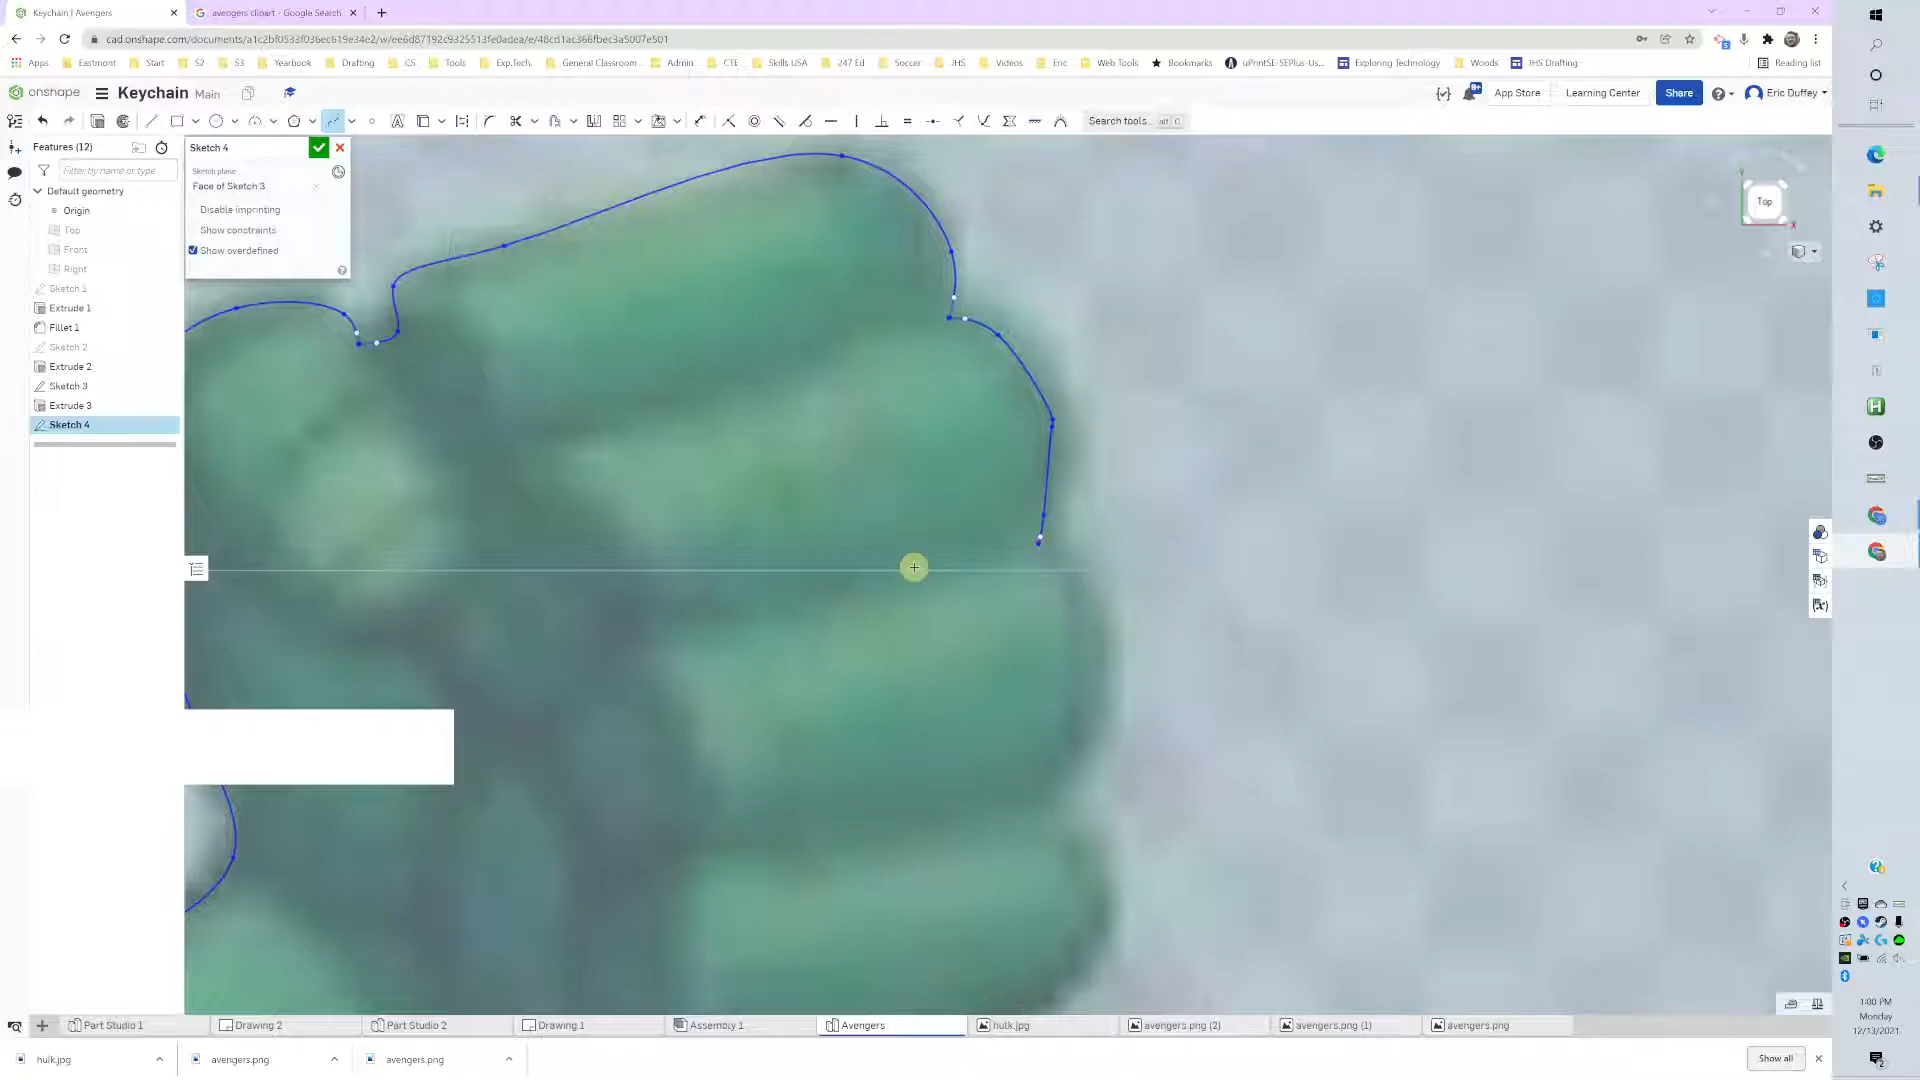 Keychain | Avengers
avengers clipart - Google Search
cad.onshape.com/documents/a1c2bf0533f036ec619e34e2/w/ee6d87192c9325513fe0adea/e/48cd1ac366fbec3a5007e501
Apps Eastmont Start S2 S3 Yearbook Drafting CS Tools Exp.Tech. General Classroom Admin CTE Skills USA 247 Ed Soccer JHS Videos Enc Web Tools Bookmarks uPrintSE-SEPlus-Us... Exploring Technology Woods JHS Drafting Reading list
onshape Keychain Main 9+ App Store Learning Center Share Eric Duffey
Search tools... alt C
Features (12)
Filter by name or type
Default geometry
Origin
Top
Front
Right
Sketch 1
Extrude 1
Fillet 1
Sketch 2
Extrude 2
Sketch 3
Extrude 3
Sketch 4
Sketch 4
Sketch plane
Face of Sketch 3
Disable imprinting
Show constraints
Show overdefined
Top
Part Studio 1 Drawing 2 Part Studio 2 Drawing 1 Assembly 1 Avengers hulk.jpg avengers.png (2) avengers.png (1) avengers.png
hulk.jpg avengers.png avengers.png Show all
1:00 PM
Monday
12/13/2021